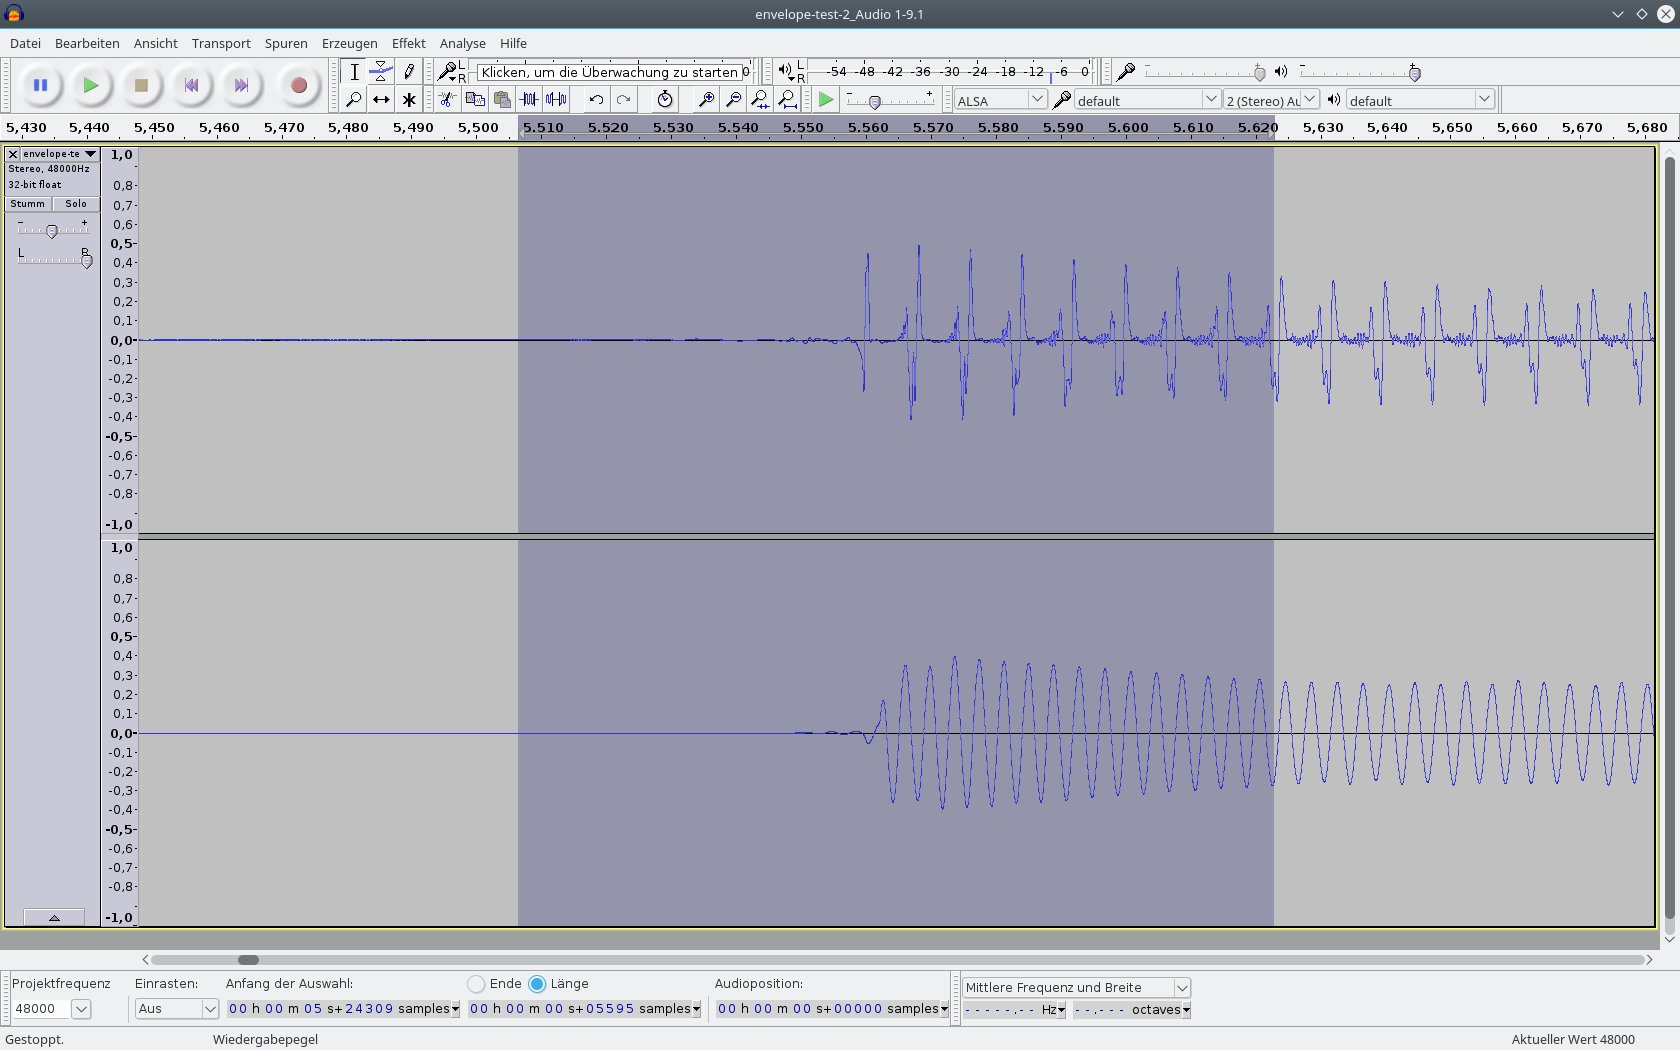 envelope-test-2_Audio 1-9.1
Datei Bearbeiten Ansicht Transport Spuren Erzeugen Effekt Analyse Hilfe
L
R
Klicken, um die Überwachung zu starten
0
L
R
-54 -48 -42 -36 -30 -24 -18 -12 -6 0
ALSA default 2 (Stereo) Au default
5,430 5,440 5,450 5,460 5,470 5,480 5,490 5,500 5,510 5,520 5,530 5,540 5,550 5,560 5,570 5,580 5,590 5,600 5,610 5,620 5,630 5,640 5,650 5,660 5,670 5,680
envelope-te
Stereo, 48000Hz
32-bit float
Stumm Solo
- +
L R
1,0
0,8
0,7
0,6
0,5
0,4
0,3
0,2
0,1
0,0
-0,1
-0,2
-0,3
-0,4
-0,5
-0,6
-0,7
-0,8
-1,0
1,0
0,8
0,7
0,6
0,5
0,4
0,3
0,2
0,1
0,0
-0,1
-0,2
-0,3
-0,4
-0,5
-0,6
-0,7
-0,8
-1,0
Projektfrequenz Einrasten: Anfang der Auswahl: Ende Länge Audioposition: Mittlere Frequenz und Breite
48000 Aus 00 h 00 m 05 s+24309 samples 00 h 00 m 00 s+05595 samples 00 h 00 m 00 s+00000 samples -----.-- Hz --.--- octaves
Gestoppt. Wiedergabepegel Aktueller Wert 48000